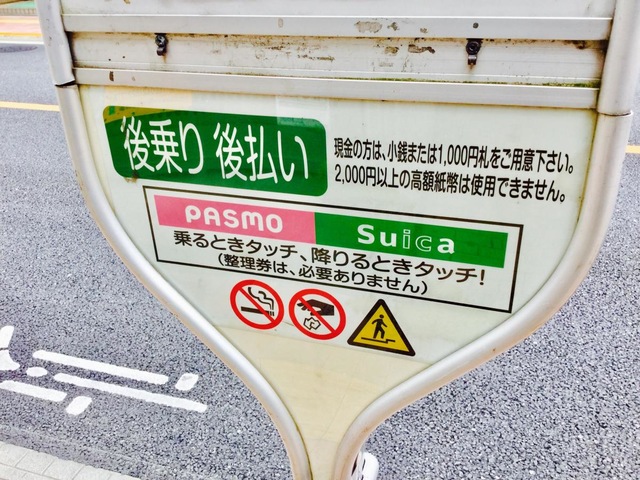 後乗り 後払い
現金の方は、小銭または1,000円札をご用意下さい。
2,000円以上の高額紙幣は使用できません。
PASMO Suica
乗るときタッチ、降りるときタッチ!
(整理券は、必要ありません)